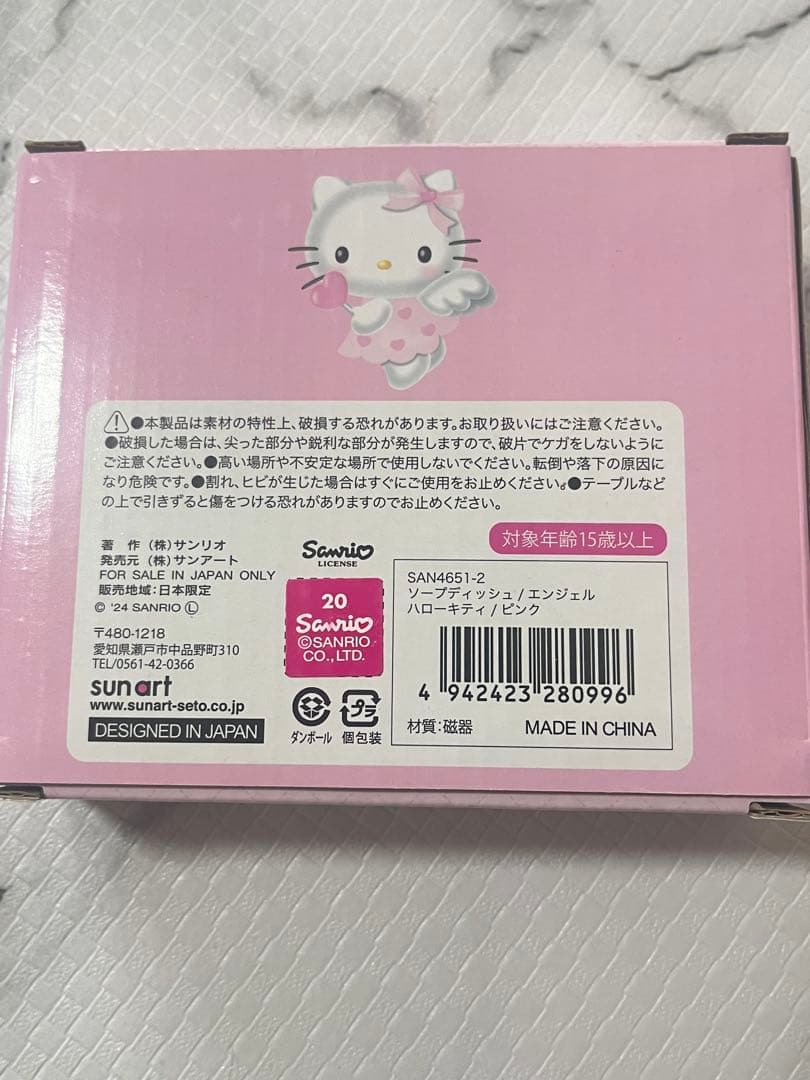 ●本製品は素材の特性上、破損する恐れがあります。お取り扱いにはご注意ください。
●破損した場合は、尖った部分や鋭利な部分が発生しますので、破片でケガをしないように
ご注意ください。●高い場所や不安定な場所で使用しないでください。転倒や落下の原因に
なり危険です。●割れ、ヒビが生じた場合はすぐにご使用をお止めください。●テーブルなど
の上で引きずると傷をつける恐れがありますのでお止めください。
対象年齢15歳以上
著 作 (株)サンリオ
発売元 (株)サンアート
FOR SALE IN JAPAN ONLY
販売地域:日本限定
© '24 SANRIO Ⓛ
〒480-1218
愛知県瀬戸市中品野町310
TEL/0561-42-0366
sun art
www.sunart-seto.co.jp
DESIGNED IN JAPAN
Sanrio
LICENSE
20
Sanrio
©SANRIO
CO.,LTD.
プラ
ダンボール 個包装
SAN4651-2
ソープディッシュ/エンジェル
ハローキティ/ピンク
4 942423 280996
材質:磁器 MADE IN CHINA